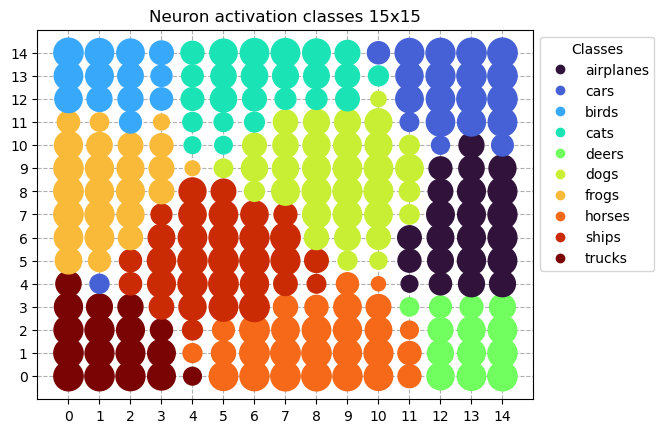 Neuron activation classes 15x15
14
13
12
11
10
9
8
7
6
5
4
3
2
1
0
0 1 2 3 4 5 6 7 8 9 10 11 12 13 14
Classes
airplanes
cars
birds
cats
deers
dogs
frogs
horses
ships
trucks